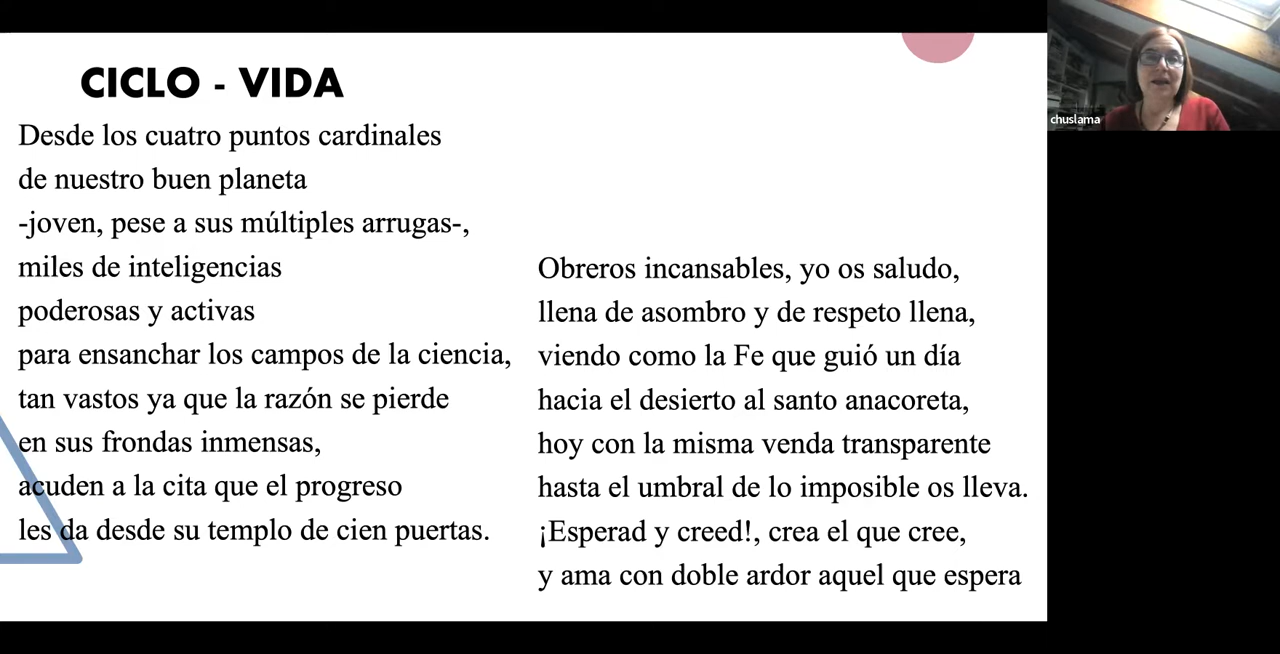 CICLO - VIDA
Desde los cuatro puntos cardinales
de nuestro buen planeta
-joven, pese a sus múltiples arrugas-,
miles de inteligencias
poderosas y activas
para ensanchar los campos de la ciencia,
tan vastos ya que la razón se pierde
en sus frondas inmensas,
acuden a la cita que el progreso
les da desde su templo de cien puertas.
Obreros incansables, yo os saludo,
llena de asombro y de respeto llena,
viendo como la Fe que guió un día
hacia el desierto al santo anacoreta,
hoy con la misma venda transparente
hasta el umbral de lo imposible os lleva.
¡Esperad y creed!, crea el que cree,
y ama con doble ardor aquel que espera
chuslama